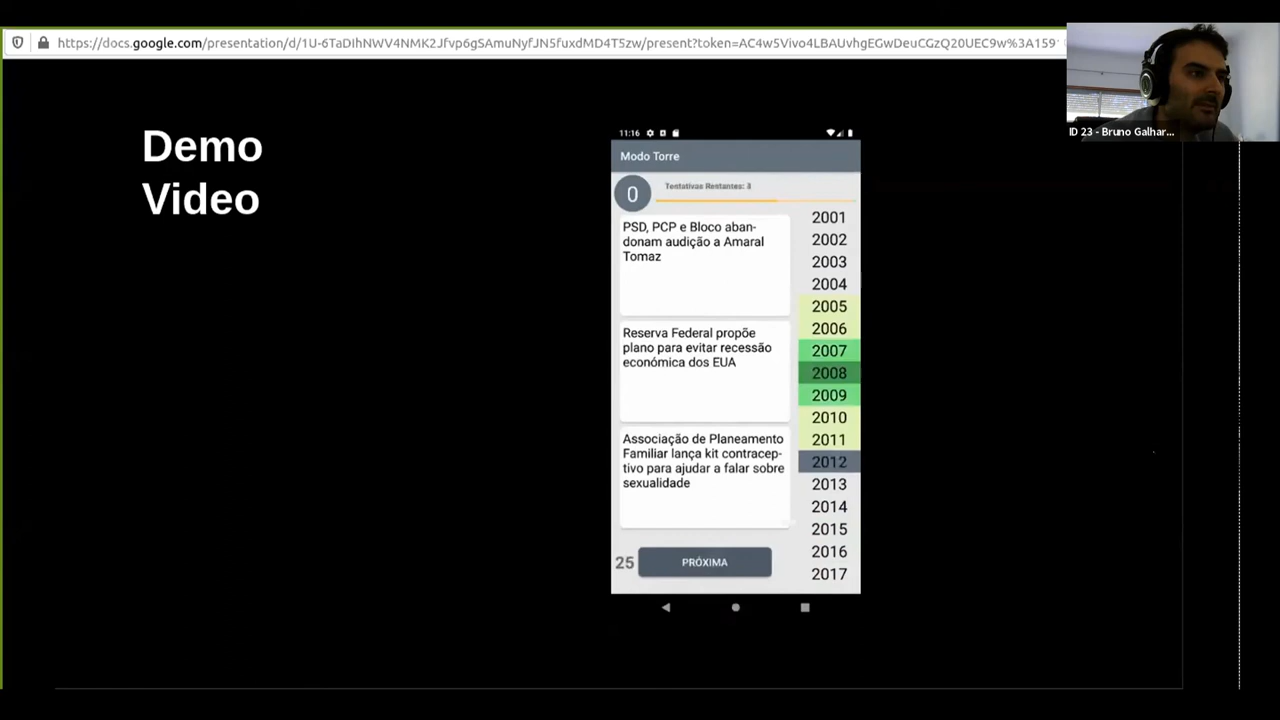 https://docs.google.com/presentation/d/1U-6TaDIhNWV4NMK2Jfvp6gSAmuNyfJN5fuxdMD4T5zw/present?token=AC4w5Vivo4LBAUvhgEGwDeuCGzQ20UEC9w%3A159
ID 23 - Bruno Galhar...
Demo
Video
11:16
Modo Torre
0
Tentativas Restantes: 3
PSD, PCP e Bloco aban-
donam audição a Amaral
Tomaz
Reserva Federal propõe
plano para evitar recessão
económica dos EUA
Associação de Planeamento
Familiar lança kit contracep-
tivo para ajudar a falar sobre
sexualidade
25
PRÓXIMA
2001
2002
2003
2004
2005
2006
2007
2008
2009
2010
2011
2012
2013
2014
2015
2016
2017